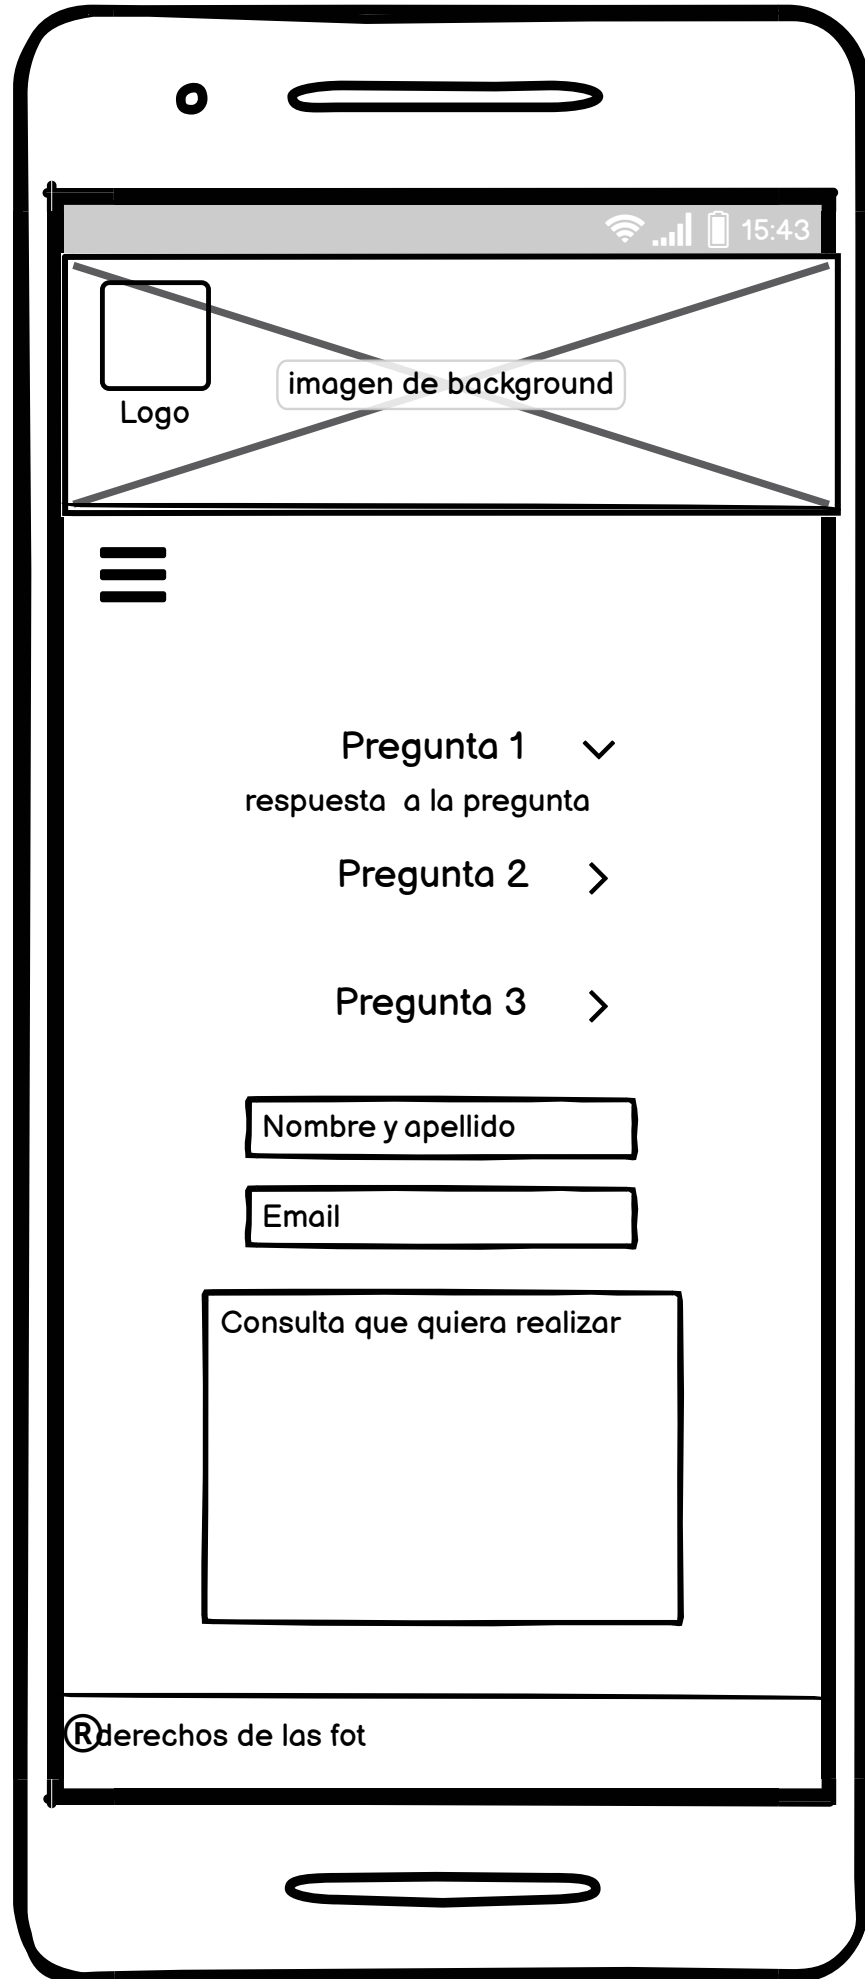 15:43
imagen de background
Logo
Pregunta 1
respuesta a la pregunta
Pregunta 2
Pregunta 3
Nombre y apellido
Email
Consulta que quiera realizar
®derechos de las fot